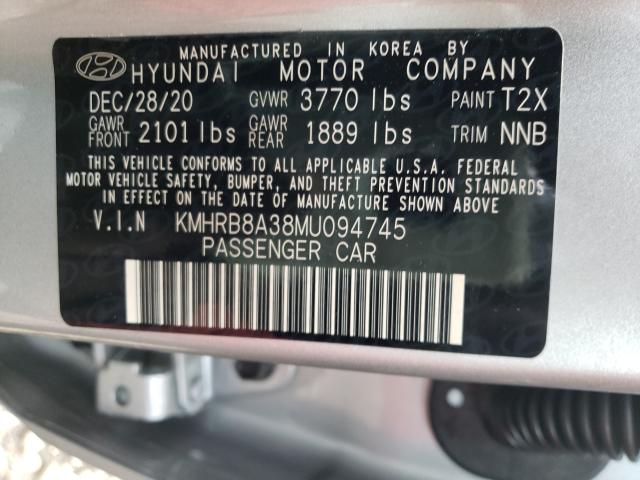 MANUFACTURED IN KOREA BY
HYUNDAI MOTOR COMPANY
DEC/28/20 GVWR 3770 lbs PAINT T2X
GAWR FRONT 2101 lbs GAWR REAR 1889 lbs TRIM NNB
THIS VEHICLE CONFORMS TO ALL APPLICABLE U.S.A. FEDERAL
MOTOR VEHICLE SAFETY, BUMPER, AND THEFT PREVENTION STANDARDS
IN EFFECT ON THE DATE OF MANUFACTURE SHOWN ABOVE
V.I.N KMHRB8A38MU094745
PASSENGER CAR